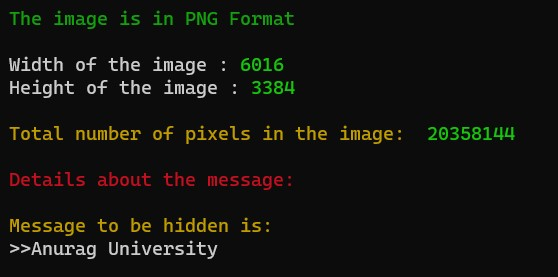 The image is in PNG Format
Width of the image : 6016
Height of the image : 3384
Total number of pixels in the image:  20358144
Details about the message:
Message to be hidden is:
>>Anurag University